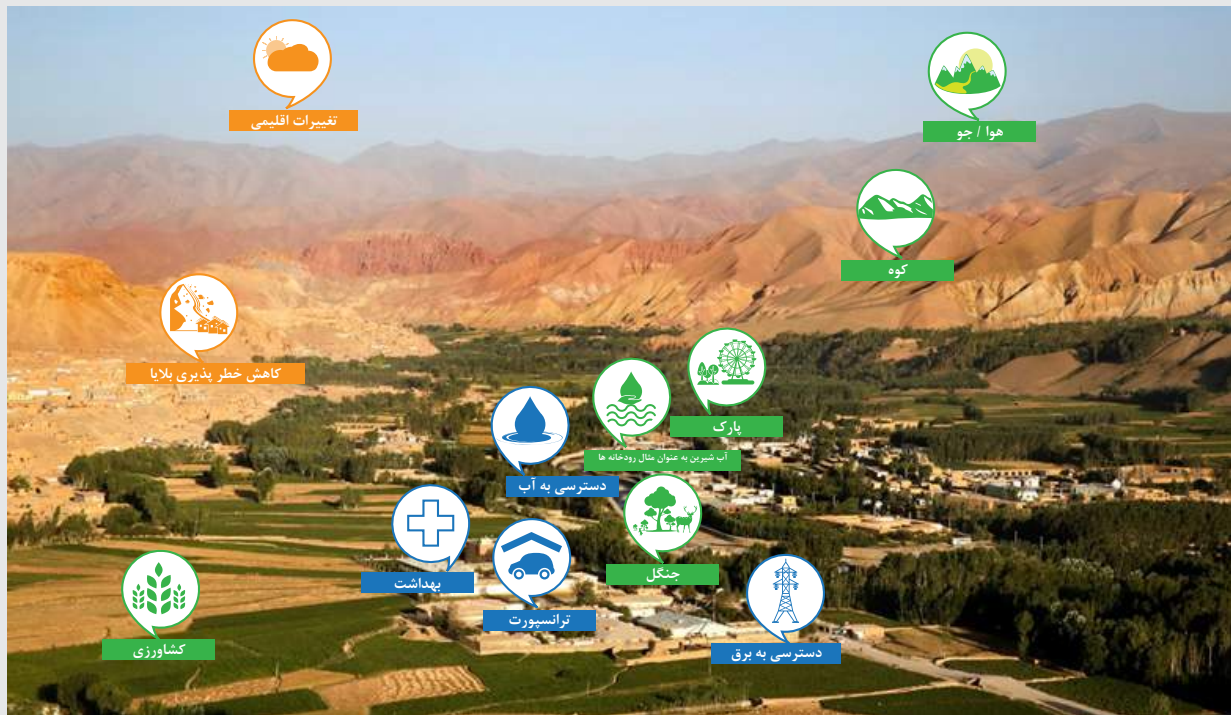 تغییرات اقلیمی
هوا / جو
کوه
کاهش خطر پذیری بلایا
پارک
آب شیرین به عنوان مثال رودخانه ها
دسترسی به آب
جنگل
بهداشت
ترانسپورت
کشاورزی
دسترسی به برق